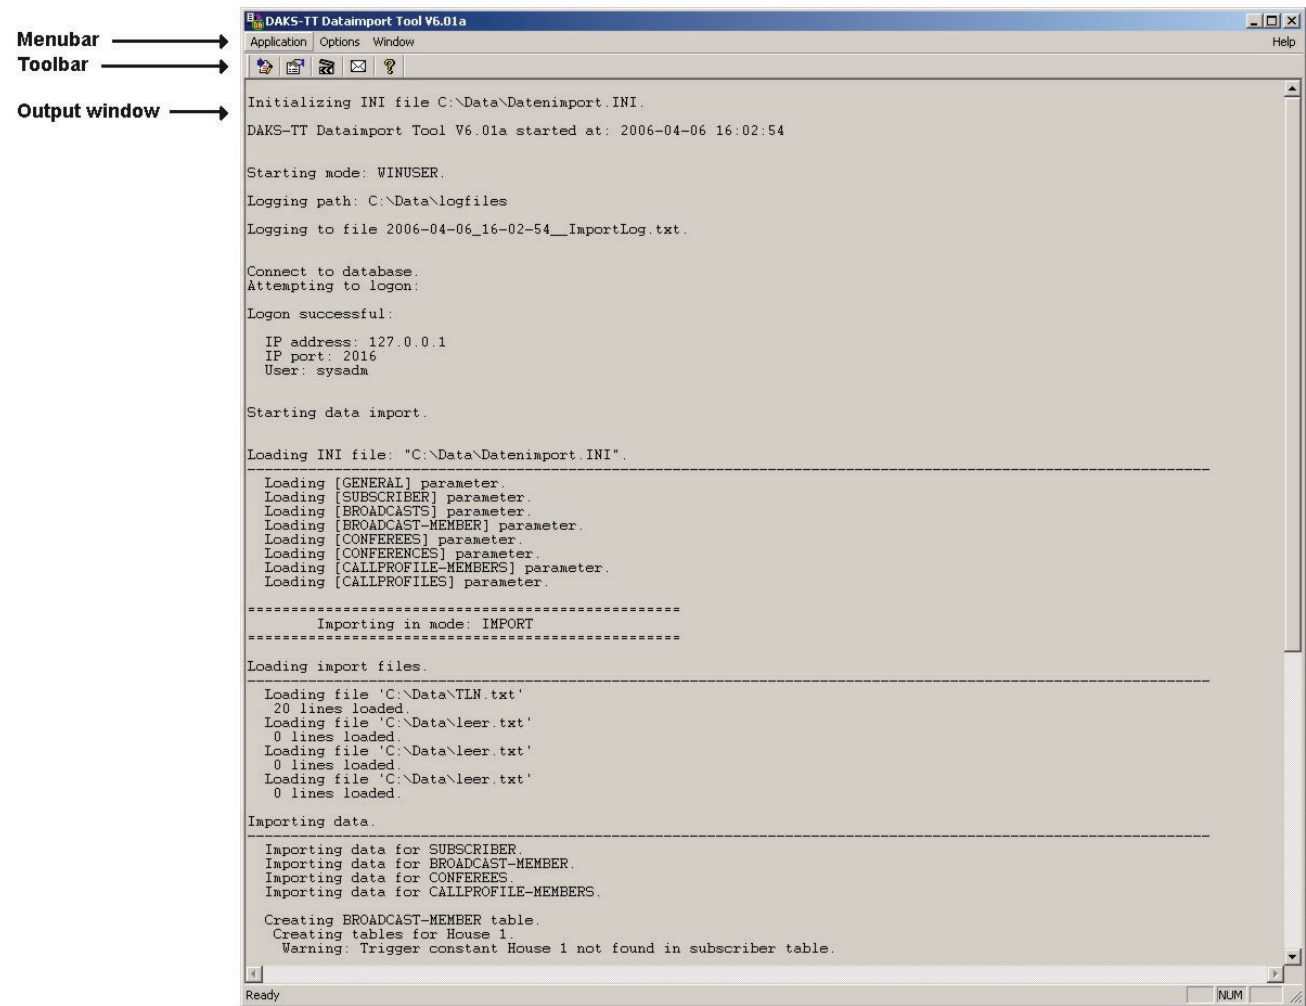 DAKS-TT Dataimport Tool V6.01a
Menubar
Application Options Window Help
Toolbar
Output window
Initializing INI file C:\Data\Datenimport.INI.
DAKS-TT Dataimport Tool V6.01a started at: 2006-04-06 16:02:54
Starting mode: WINUSER.
Logging path: C:\Data\logfiles
Logging to file 2006-04-06_16-02-54__ImportLog.txt.
Connect to database.
Attempting to logon:
Logon successful:
IP address: 127.0.0.1
IP port: 2016
User: sysadm
Starting data import.
Loading INI file: "C:\Data\Datenimport.INI".
Loading [GENERAL] parameter.
Loading [SUBSCRIBER] parameter.
Loading [BROADCASTS] parameter.
Loading [BROADCAST-MEMBER] parameter.
Loading [CONFEREES] parameter.
Loading [CONFERENCES] parameter.
Loading [CALLPROFILE-MEMBERS] parameter.
Loading [CALLPROFILES] parameter.
==================================================
Importing in mode: IMPORT
==================================================
Loading import files.
Loading file 'C:\Data\TLN.txt'
20 lines loaded.
Loading file 'C:\Data\leer.txt'
0 lines loaded.
Loading file 'C:\Data\leer.txt'
0 lines loaded.
Loading file 'C:\Data\leer.txt'
0 lines loaded.
Importing data.
Importing data for SUBSCRIBER.
Importing data for BROADCAST-MEMBER.
Importing data for CONFEREES.
Importing data for CALLPROFILE-MEMBERS.
Creating BROADCAST-MEMBER table.
Creating tables for House 1.
Warning: Trigger constant House 1 not found in subscriber table.
Ready NUM